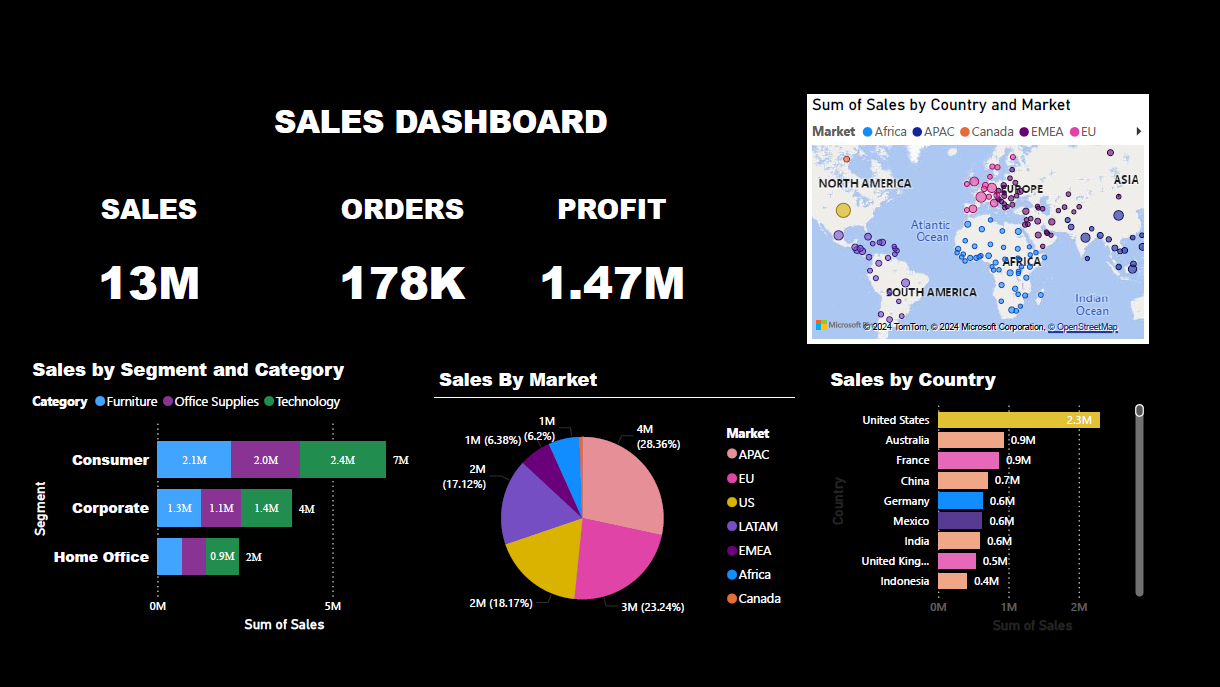 SALES DASHBOARD
SALES
ORDERS
PROFIT
13M
178K
1.47M
Sum of Sales by Country and Market
Market Africa APAC Canada EMEA EU
NORTH AMERICA
EUROPE
ASIA
Atlantic
Ocean
AFRICA
SOUTH AMERICA
Indian
Ocean
Microsoft
© 2024 TomTom, © 2024 Microsoft Corporation, © OpenStreetMap
Sales by Segment and Category
Category Furniture Office Supplies Technology
Segment
Consumer 2.1M 2.0M 2.4M 7M
Corporate 1.3M 1.1M 1.4M 4M
Home Office 0.9M 2M
0M 5M
Sum of Sales
Sales By Market
1M
(6.2%)
1M (6.38%)
4M
(28.36%)
2M
(17.12%)
2M (18.17%)
3M (23.24%)
Market
APAC
EU
US
LATAM
EMEA
Africa
Canada
Sales by Country
Country
United States 2.3M
Australia 0.9M
France 0.9M
China 0.7M
Germany 0.6M
Mexico 0.6M
India 0.6M
United King... 0.5M
Indonesia 0.4M
0M 1M 2M
Sum of Sales